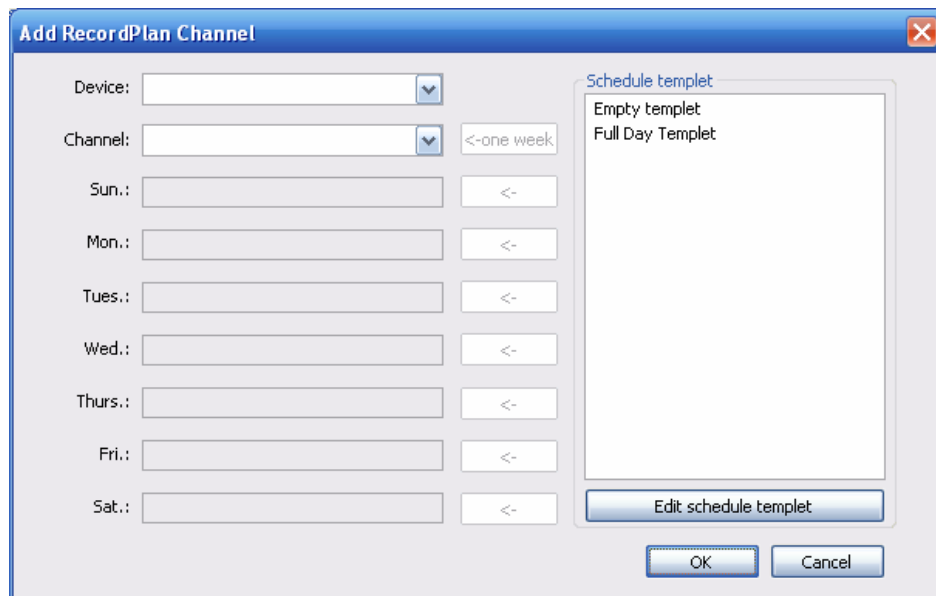 Add RecordPlan Channel
Device:
Channel:
<-one week
Sun.:
<-
Mon.:
<-
Tues.:
<-
Wed.:
<-
Thurs.:
<-
Fri.:
<-
Sat.:
<-
Schedule templet
Empty templet
Full Day Templet
Edit schedule templet
OK
Cancel